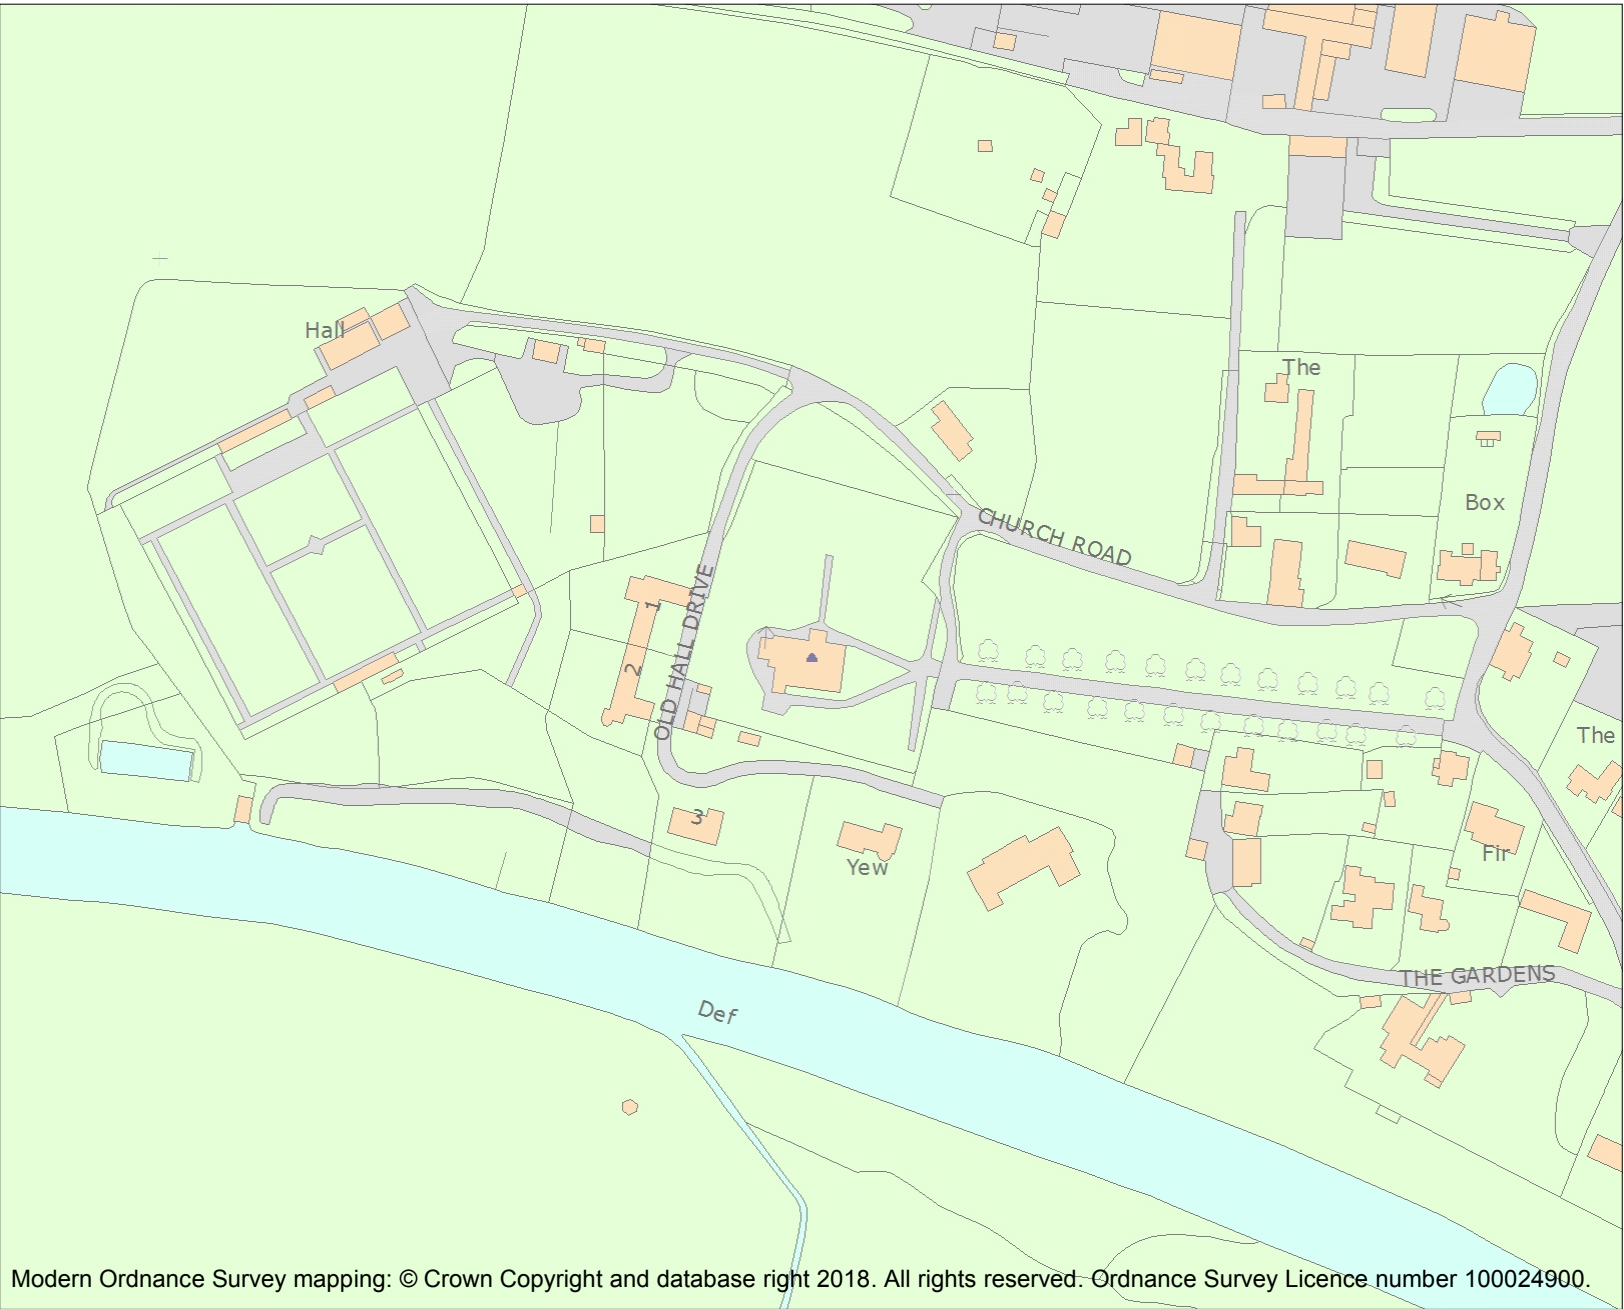 Hall
The
Box
CHURCH ROAD
OLD HALL DRIVE
1
2
The
3
Yew
Fir
THE GARDENS
Def
Modern Ordnance Survey mapping: © Crown Copyright and database right 2018. All rights reserved. Ordnance Survey Licence number 100024900.